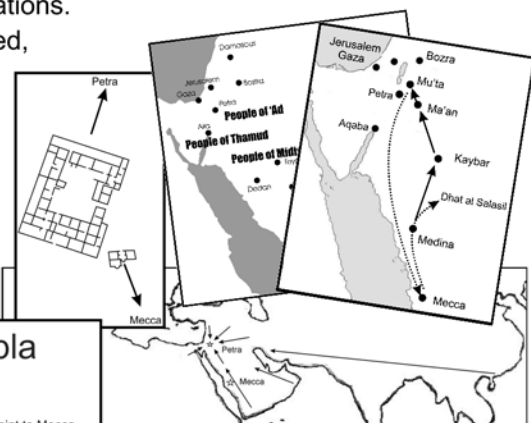 ations.
ed,
Petra
Mecca
Damascus
Jerusalem
Bostra
Gaza
Petra
People of 'Ad
Aila
People of Thamud
People of Midi
Dedan
Jerusalem
Gaza
Bozra
Mu'ta
Petra
Ma'an
Aqaba
Kaybar
Dhat al Salasil
Medina
Mecca
Petra
Mecca
bla